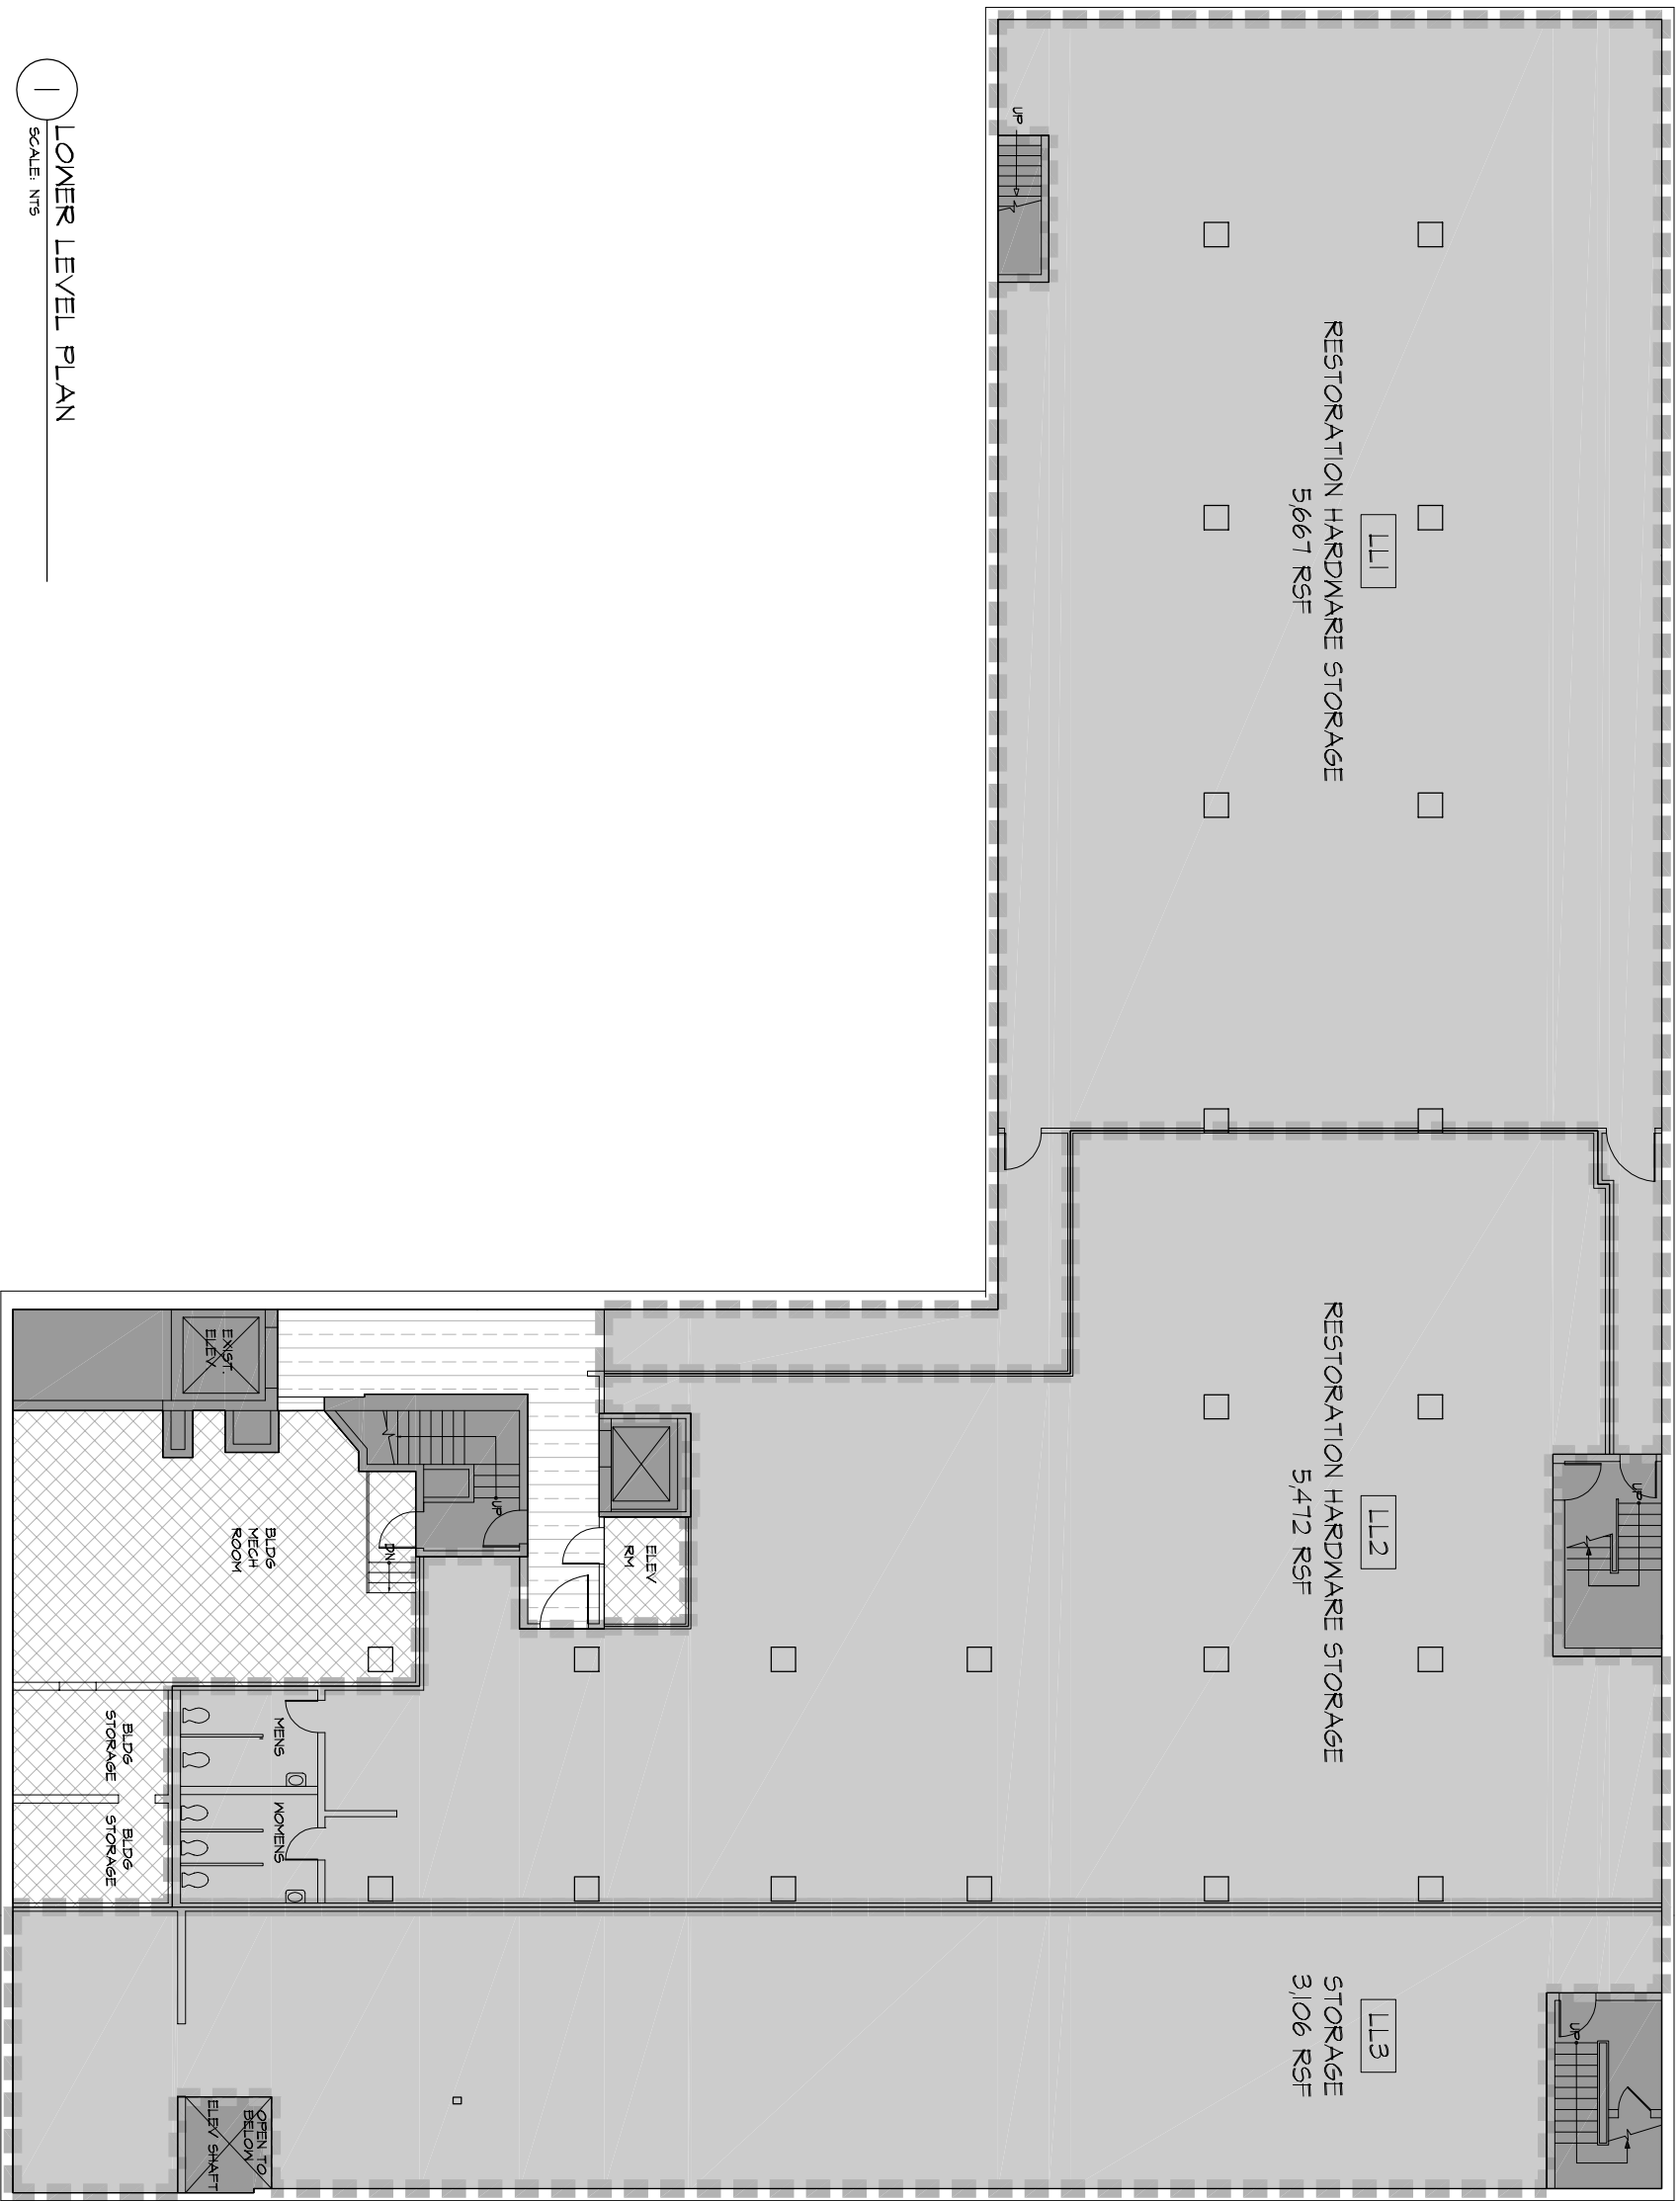 LL1
RESTORATION HARDWARE STORAGE
5,667 RSF
UP
LL2
RESTORATION HARDWARE STORAGE
5,472 RSF
UP
LL3
STORAGE
3,106 RSF
UP
ELEV
RM
UP
DN
EXIST.
ELEV
BLDG
MECH
ROOM
MENS
WOMENS
BLDG
STORAGE
BLDG
STORAGE
OPEN TO
BELOW
ELEV SHAFT
1
LOWER LEVEL PLAN
SCALE: NTS